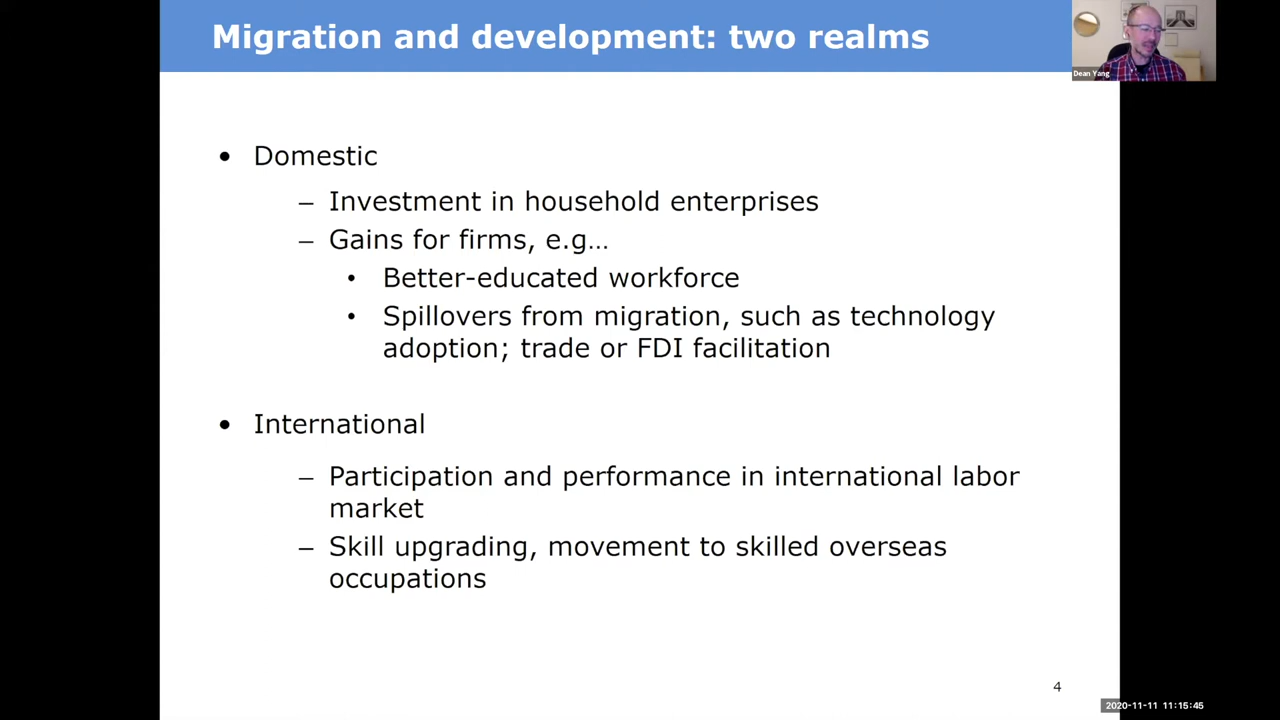 Migration and development: two realms
Dean Yang
• Domestic
– Investment in household enterprises
– Gains for firms, e.g…
• Better-educated workforce
• Spillovers from migration, such as technology
adoption; trade or FDI facilitation
• International
– Participation and performance in international labor
market
– Skill upgrading, movement to skilled overseas
occupations
4
2020-11-11 11:15:45